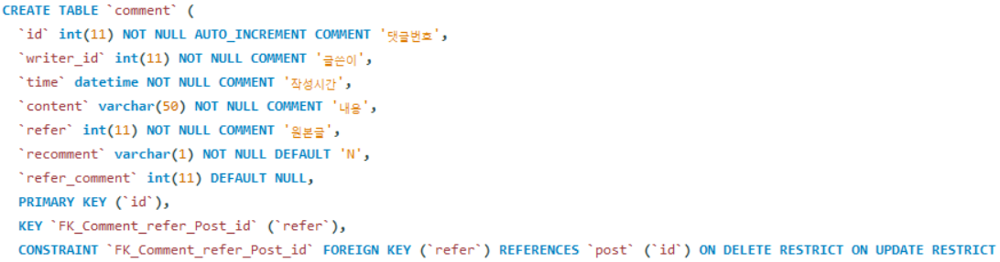 CREATE TABLE `comment` (
`id` int(11) NOT NULL AUTO_INCREMENT COMMENT '댓글번호',
`writer_id` int(11) NOT NULL COMMENT '글쓴이',
`time` datetime NOT NULL COMMENT '작성시간',
`content` varchar(50) NOT NULL COMMENT '내용',
`refer` int(11) NOT NULL COMMENT '원본글',
`recomment` varchar(1) NOT NULL DEFAULT 'N',
`refer_comment` int(11) DEFAULT NULL,
PRIMARY KEY (`id`),
KEY `FK_Comment_refer_Post_id` (`refer`),
CONSTRAINT `FK_Comment_refer_Post_id` FOREIGN KEY (`refer`) REFERENCES `post` (`id`) ON DELETE RESTRICT ON UPDATE RESTRICT